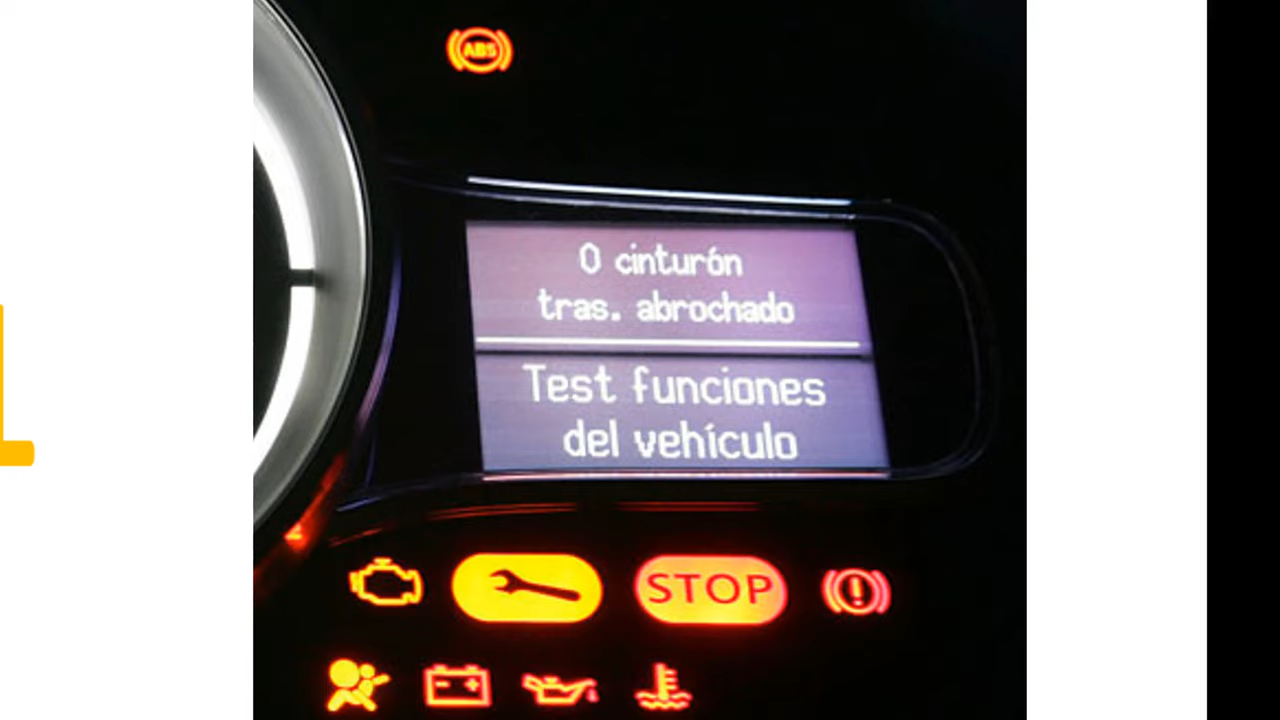 ABS
0 cinturón
tras. abrochado
Test funciones
del vehículo
STOP